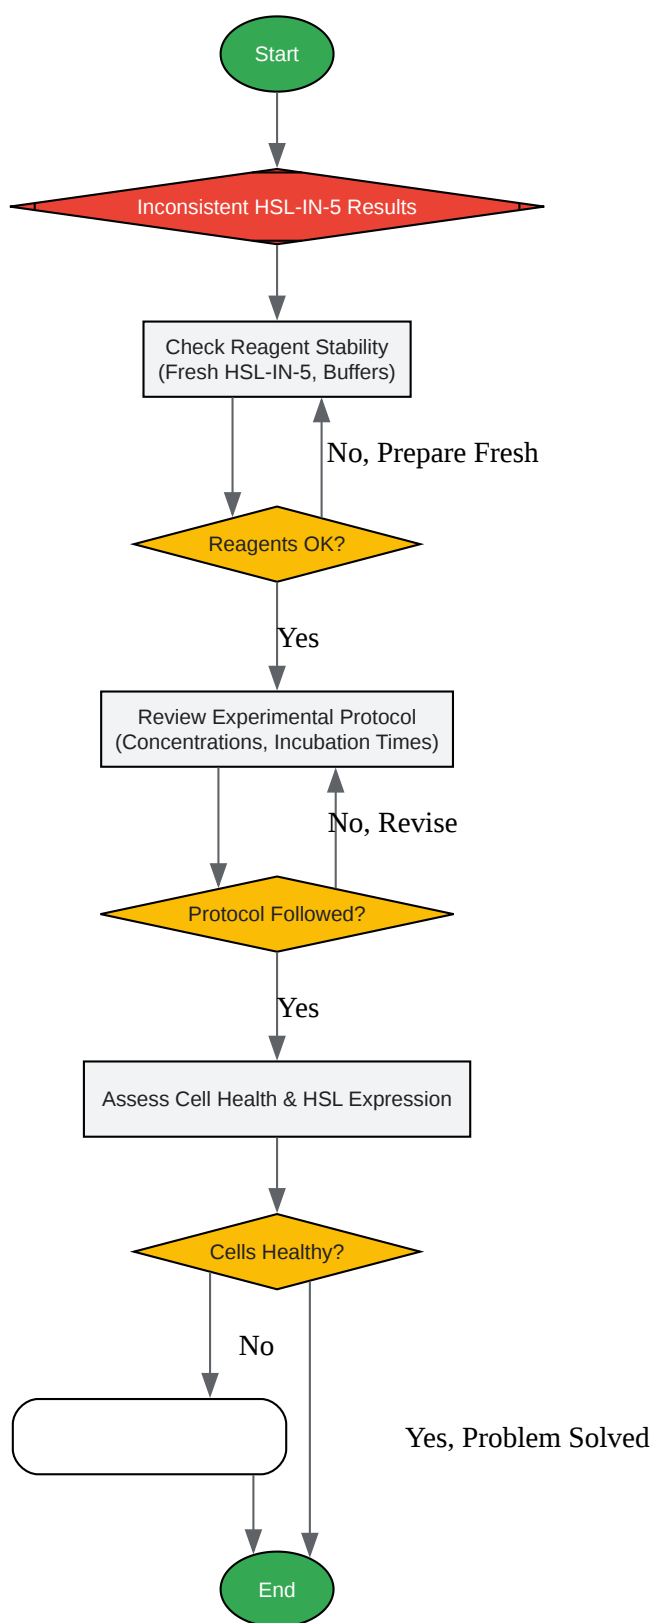 Start
Inconsistent HSL-IN-5 Results
Check Reagent Stability
(Fresh HSL-IN-5, Buffers)
No, Prepare Fresh
Reagents OK?
Yes
Review Experimental Protocol
(Concentrations, Incubation Times)
No, Revise
Protocol Followed?
Yes
Assess Cell Health & HSL Expression
Cells Healthy?
No
Yes, Problem Solved
End